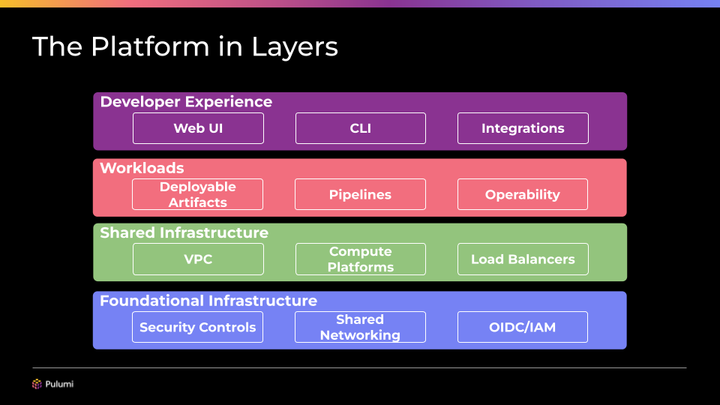 The Platform in Layers
Developer Experience
Web UI
CLI
Integrations
Workloads
Deployable
Artifacts
Pipelines
Operability
Shared Infrastructure
VPC
Compute
Platforms
Load Balancers
Foundational Infrastructure
Security Controls
Shared
Networking
OIDC/IAM
Pulumi